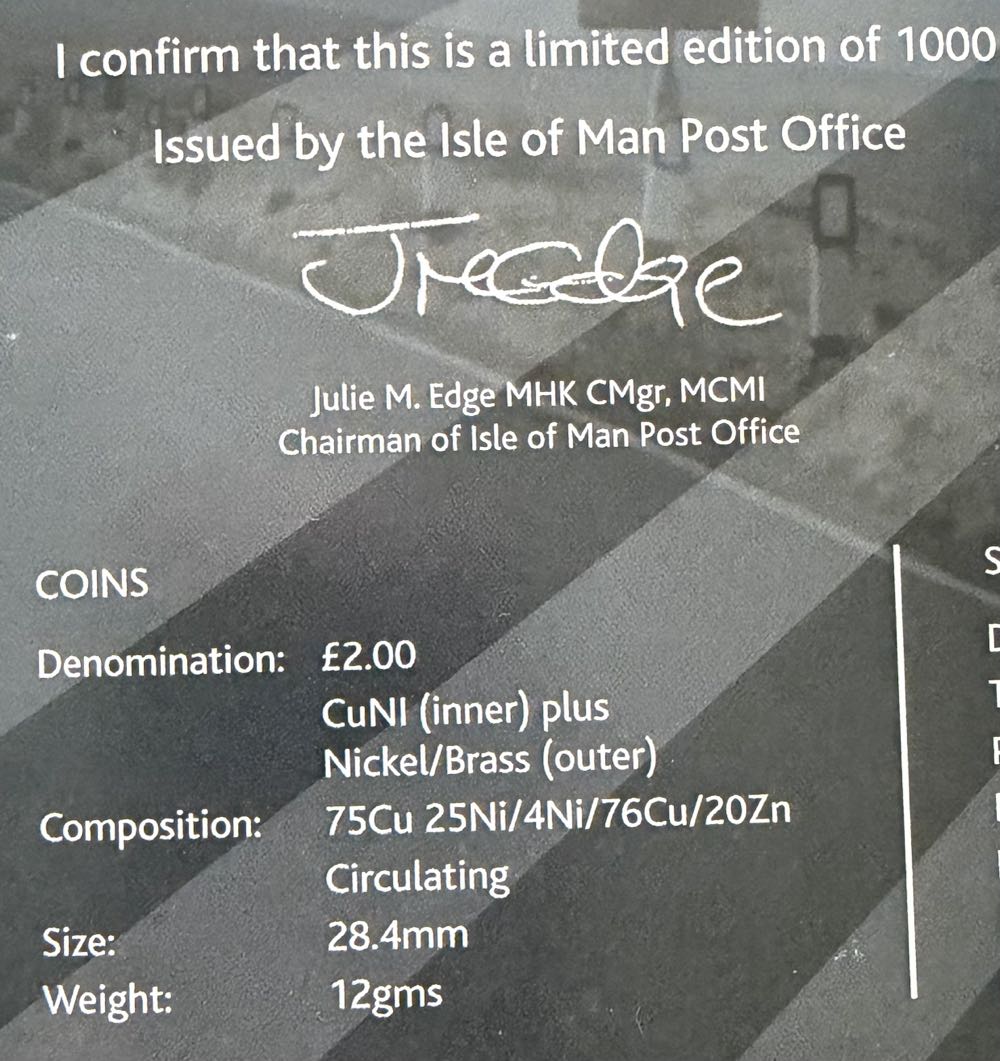 I confirm that this is a limited edition of 1000
Issued by the Isle of Man Post Office
J M Edge
Julie M. Edge MHK CMgr, MCMI
Chairman of Isle of Man Post Office
COINS
Denomination: £2.00
CuNI (inner) plus
Nickel/Brass (outer)
Composition: 75Cu 25Ni/4Ni/76Cu/20Zn
Circulating
Size: 28.4mm
Weight: 12gms